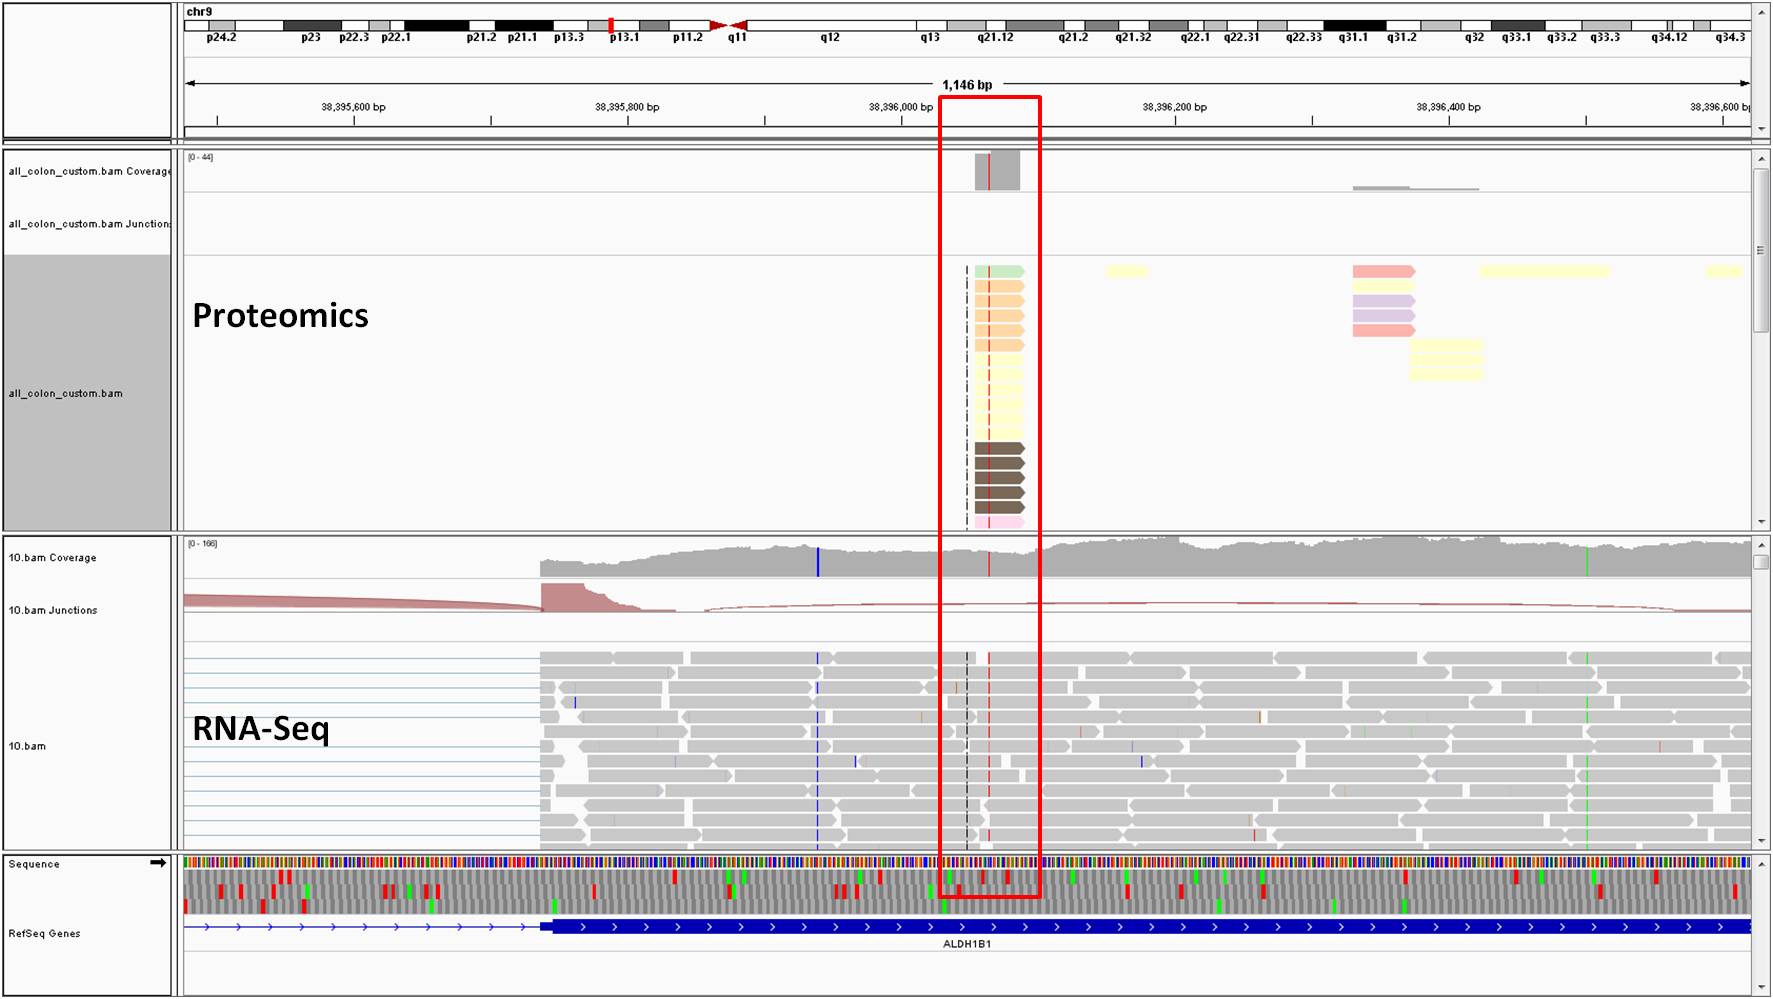 chr9
p24.2 p23 p22.3 p22.1 p21.2 p21.1 p13.3 p13.1 p11.2 q11 q12 q13 q21.12 q21.2 q21.32 q22.1 q22.31 q22.33 q31.1 q31.2 q32 q33.1 q33.2 q33.3 q34.12 q34.3
1,146 bp
38,395,600 bp 38,395,800 bp 38,396,000 bp 38,396,200 bp 38,396,400 bp 38,396,600 bp
[0 - 44]
all_colon_custom.bam Coverage
all_colon_custom.bam Junction
Proteomics
all_colon_custom.bam
[0 - 166]
10.bam Coverage
10.bam Junctions
RNA-Seq
10.bam
Sequence
RefSeq Genes
ALDH1B1